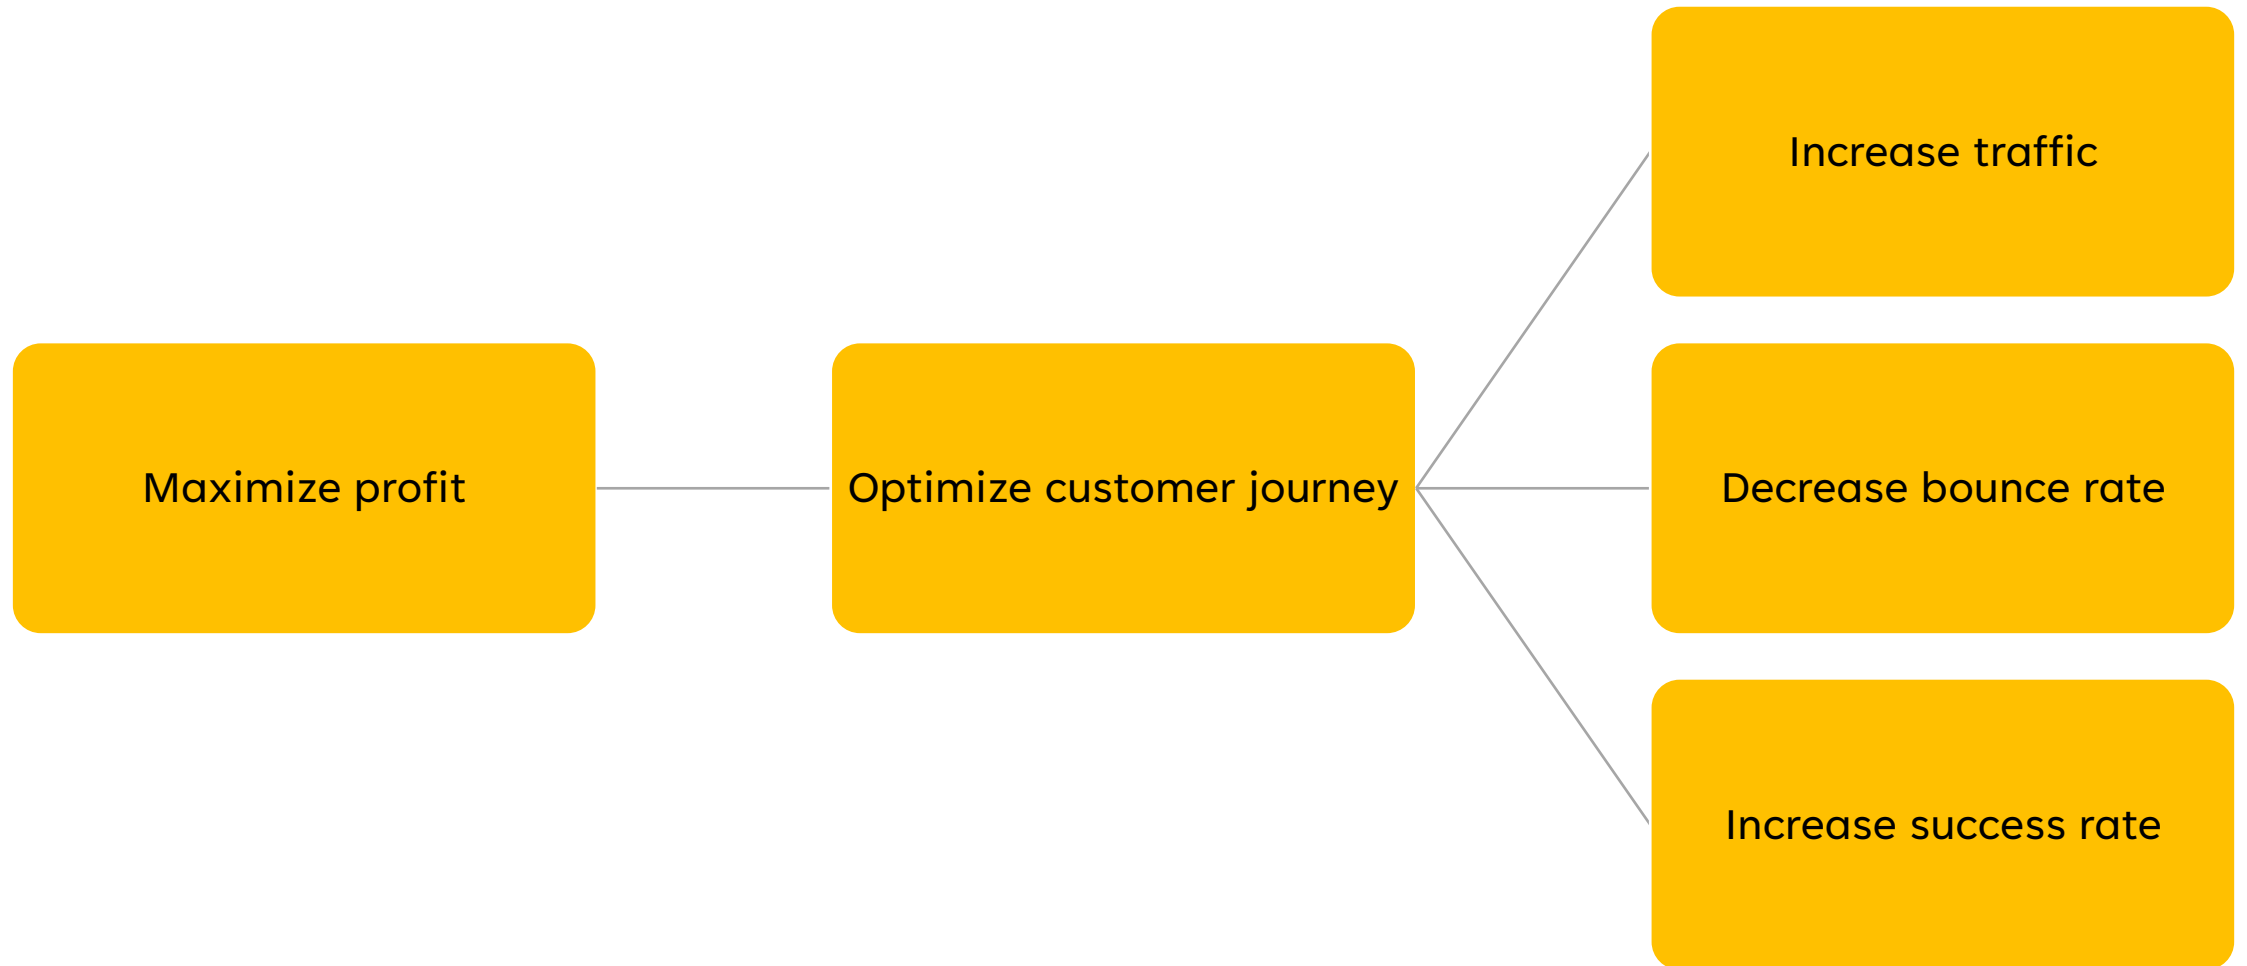 Maximize profit
Optimize customer journey
Increase traffic
Decrease bounce rate
Increase success rate